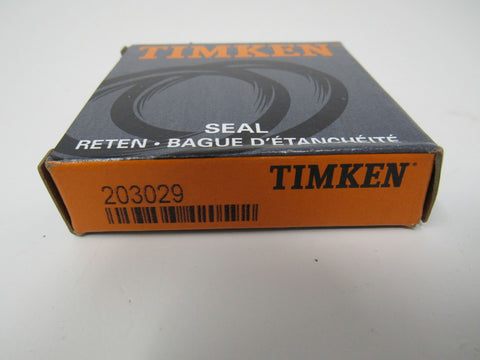 TIMKEN
SEAL
RETEN • BAGUE D'ÉTANCHÉITÉ
TIMKEN
203029